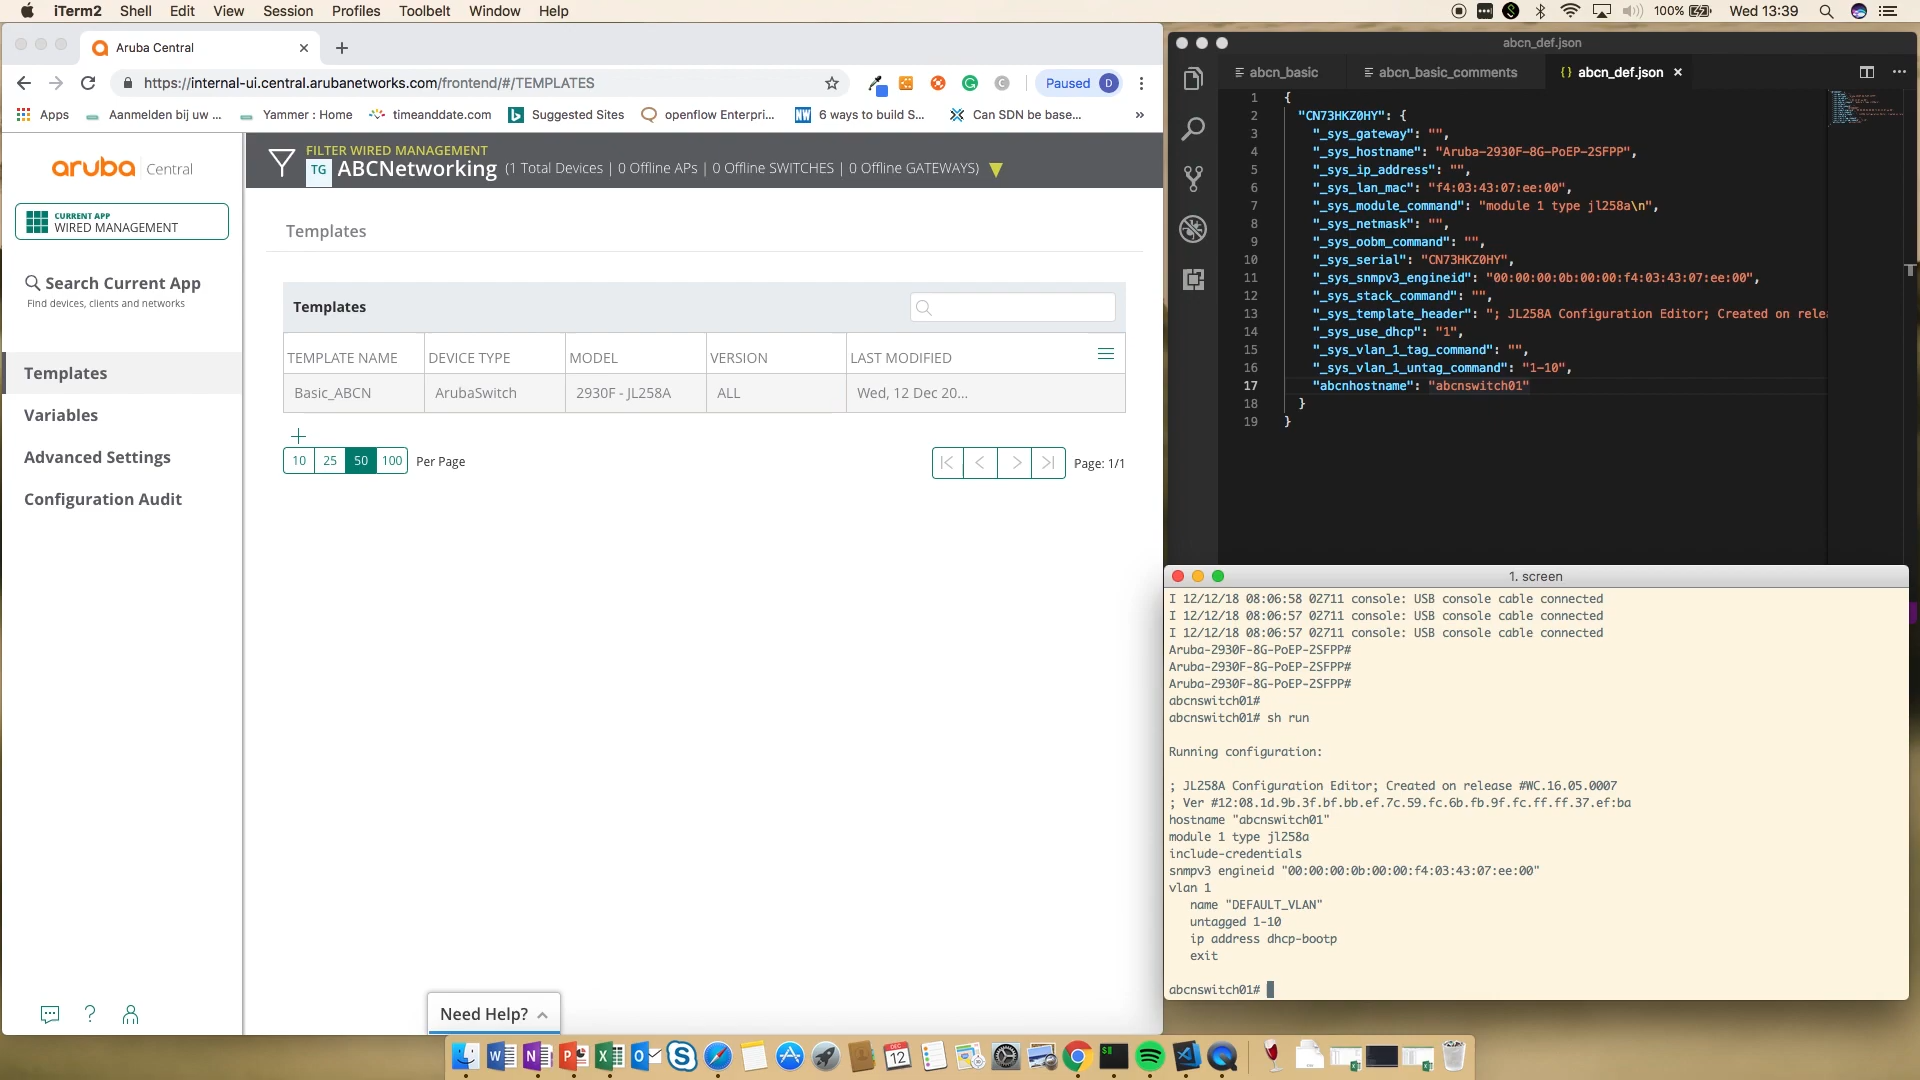 iTerm2 Shell Edit View Session Profiles Toolbelt Window Help
100% Wed 13:39
Aruba Central
https://internal-ui.central.arubanetworks.com/frontend/#/TEMPLATES
Paused D
Apps Aanmelden bij uw ... Yammer : Home timeanddate.com Suggested Sites openflow Enterpri... 6 ways to build S... Can SDN be base... »
aruba Central
CURRENT APP
WIRED MANAGEMENT
Search Current App
Find devices, clients and networks
Templates
Variables
Advanced Settings
Configuration Audit
FILTER WIRED MANAGEMENT
TG ABCNetworking (1 Total Devices | 0 Offline APs | 0 Offline SWITCHES | 0 Offline GATEWAYS)
Templates
Templates
TEMPLATE NAME DEVICE TYPE MODEL VERSION LAST MODIFIED
Basic_ABCN ArubaSwitch 2930F - JL258A ALL Wed, 12 Dec 20...
10 25 50 100 Per Page
Page: 1/1
Need Help?
abcn_def.json
abcn_basic abcn_basic_comments {} abcn_def.json
1 {
2 "CN73HKZ0HY": {
3 "_sys_gateway": "",
4 "_sys_hostname": "Aruba-2930F-8G-PoEP-2SFPP",
5 "_sys_ip_address": "",
6 "_sys_lan_mac": "f4:03:43:07:ee:00",
7 "_sys_module_command": "module 1 type jl258a\n",
8 "_sys_netmask": "",
9 "_sys_oobm_command": "",
10 "_sys_serial": "CN73HKZ0HY",
11 "_sys_snmpv3_engineid": "00:00:00:0b:00:00:f4:03:43:07:ee:00",
12 "_sys_stack_command": "",
13 "_sys_template_header": "; JL258A Configuration Editor; Created on relea
14 "_sys_use_dhcp": "1",
15 "_sys_vlan_1_tag_command": "",
16 "_sys_vlan_1_untag_command": "1-10",
17 "abcnhostname": "abcnswitch01"
18 }
19 }
1. screen
I 12/12/18 08:06:58 02711 console: USB console cable connected
I 12/12/18 08:06:57 02711 console: USB console cable connected
I 12/12/18 08:06:57 02711 console: USB console cable connected
Aruba-2930F-8G-PoEP-2SFPP#
Aruba-2930F-8G-PoEP-2SFPP#
Aruba-2930F-8G-PoEP-2SFPP#
abcnswitch01#
abcnswitch01# sh run
Running configuration:
; JL258A Configuration Editor; Created on release #WC.16.05.0007
; Ver #12:08.1d.9b.3f.bf.bb.ef.7c.59.fc.6b.fb.9f.fc.ff.ff.37.ef:ba
hostname "abcnswitch01"
module 1 type jl258a
include-credentials
snmpv3 engineid "00:00:00:0b:00:00:f4:03:43:07:ee:00"
vlan 1
name "DEFAULT_VLAN"
untagged 1-10
ip address dhcp-bootp
exit
abcnswitch01#
DEC
12